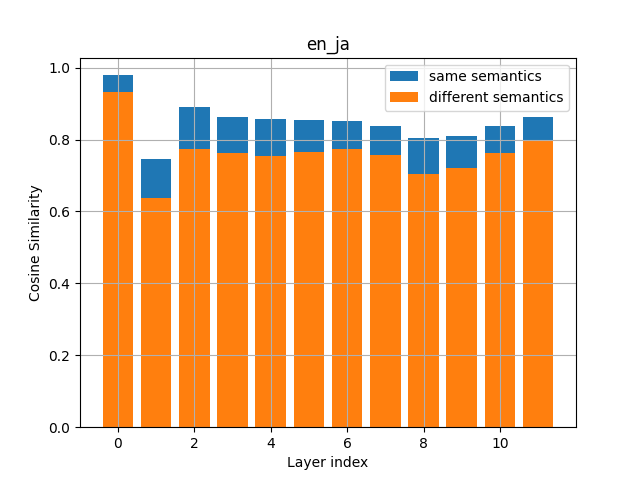 en_ja
same semantics
different semantics
1.0
0.8
0.6
0.4
0.2
0.0
Cosine Similarity
0 2 4 6 8 10
Layer index